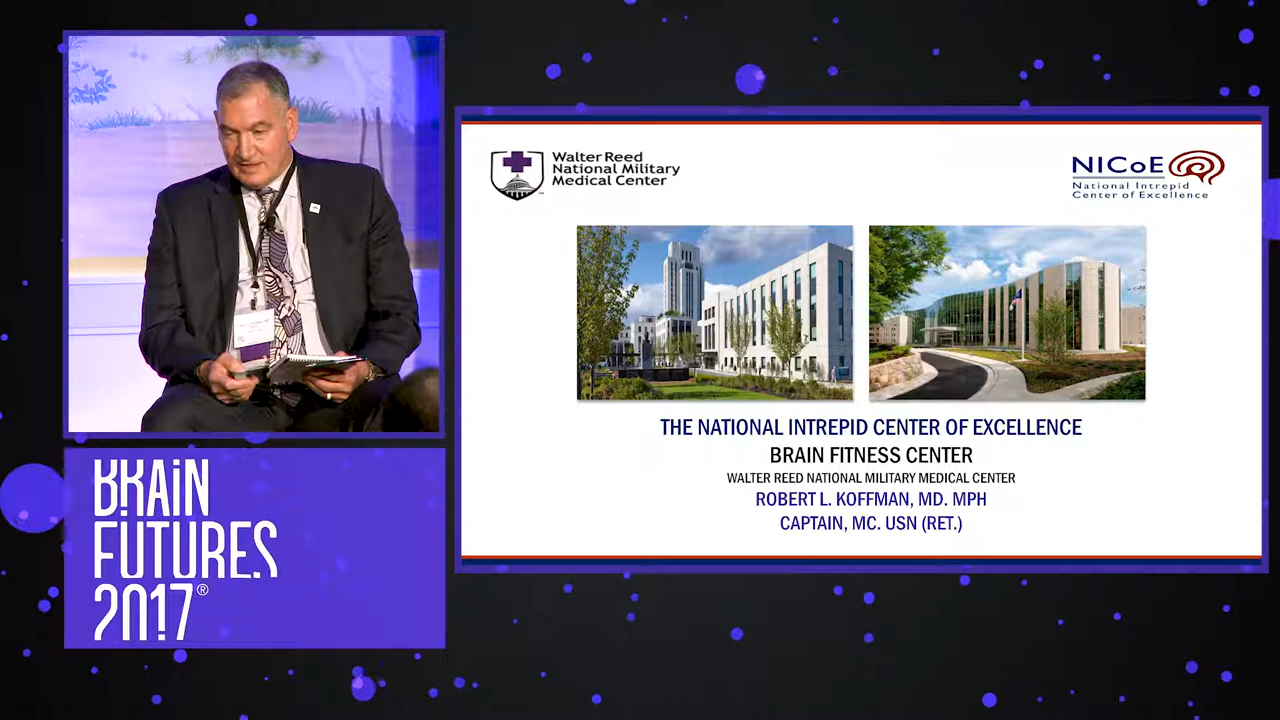 BRAIN
FUTURES
2017®
Walter Reed
National Military
Medical Center
NICoE
National Intrepid
Center of Excellence
THE NATIONAL INTREPID CENTER OF EXCELLENCE
BRAIN FITNESS CENTER
WALTER REED NATIONAL MILITARY MEDICAL CENTER
ROBERT L. KOFFMAN, MD. MPH
CAPTAIN, MC. USN (RET.)